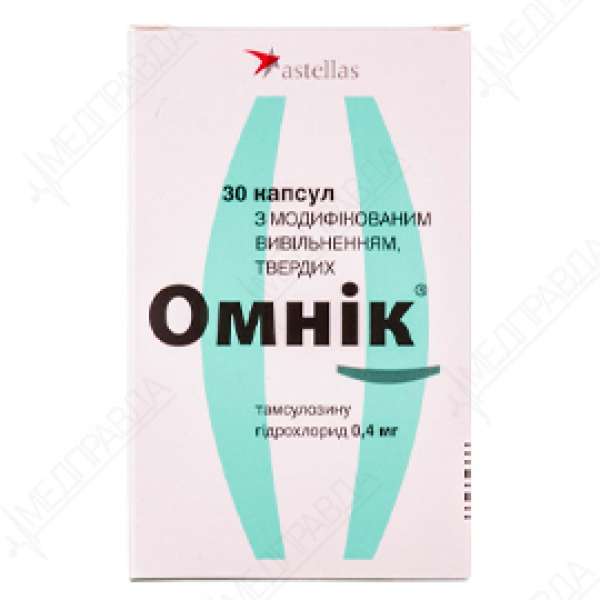 astellas
30 капсул
З МОДИФІКОВАНИМ
ВИВІЛЬНЕННЯМ,
ТВЕРДИХ
Омнік®
тамсулозину
гідрохлорид 0,4 мг
МЕДПРАВДА